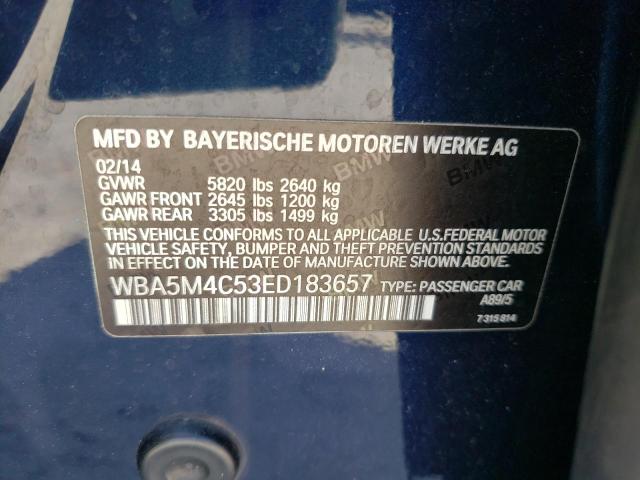 MFD BY BAYERISCHE MOTOREN WERKE AG
02/14
GVWR 5820 lbs 2640 kg
GAWR FRONT 2645 lbs 1200 kg
GAWR REAR 3305 lbs 1499 kg
THIS VEHICLE CONFORMS TO ALL APPLICABLE U.S.FEDERAL MOTOR
VEHICLE SAFETY, BUMPER AND THEFT PREVENTION STANDARDS
IN EFFECT ON THE DATE OF MANUFACTURE SHOWN ABOVE.
WBA5M4C53ED183657 TYPE: PASSENGER CAR
A89/5
7315814